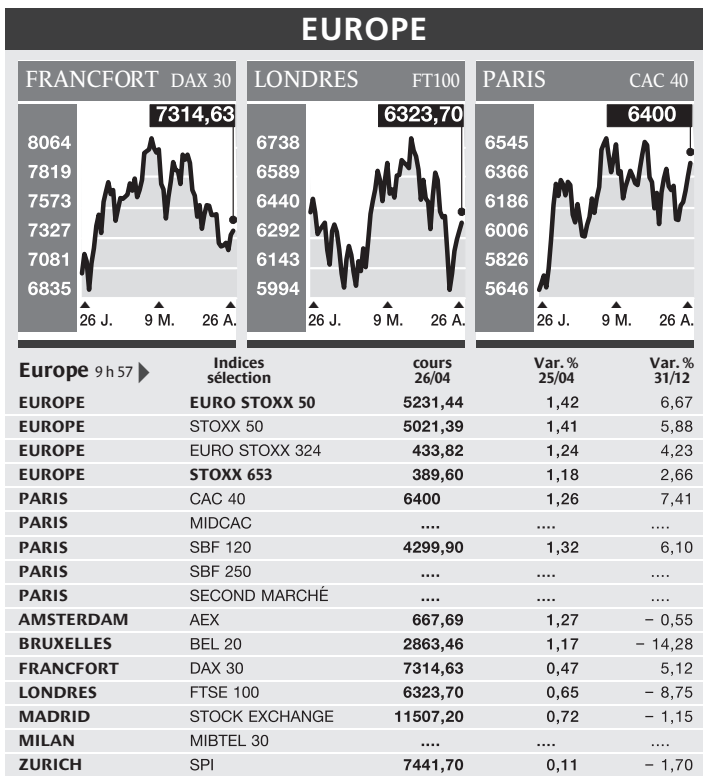 EUROPE
FRANCFORT DAX 30
7314,63
8064
7819
7573
7327
7081
6835
26 J. 9 M. 26 A.
LONDRES FT100
6323,70
6738
6589
6440
6292
6143
5994
26 J. 9 M. 26 A.
PARIS CAC 40
6400
6545
6366
6186
6006
5826
5646
26 J. 9 M. 26 A.
Europe 9 h 57 Indices sélection cours 26/04 Var. % 25/04 Var. % 31/12
EUROPE EURO STOXX 50 5231,44 1,42 6,67
EUROPE STOXX 50 5021,39 1,41 5,88
EUROPE EURO STOXX 324 433,82 1,24 4,23
EUROPE STOXX 653 389,60 1,18 2,66
PARIS CAC 40 6400 1,26 7,41
PARIS MIDCAC .... .... ....
PARIS SBF 120 4299,90 1,32 6,10
PARIS SBF 250 .... .... ....
PARIS SECOND MARCHÉ .... .... ....
AMSTERDAM AEX 667,69 1,27 – 0,55
BRUXELLES BEL 20 2863,46 1,17 – 14,28
FRANCFORT DAX 30 7314,63 0,47 5,12
LONDRES FTSE 100 6323,70 0,65 – 8,75
MADRID STOCK EXCHANGE 11507,20 0,72 – 1,15
MILAN MIBTEL 30 .... .... ....
ZURICH SPI 7441,70 0,11 – 1,70